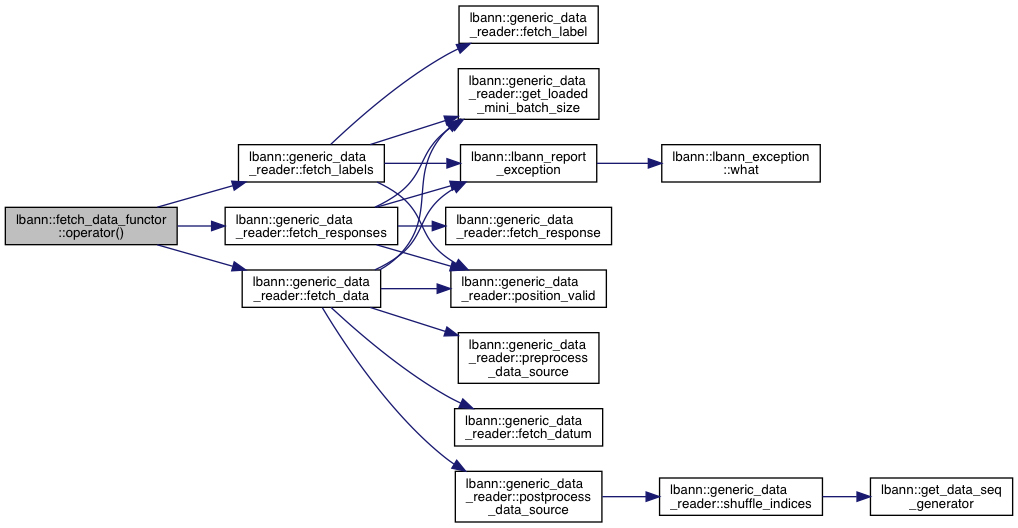 lbann::fetch_data_functor
::operator()
lbann::generic_data
_reader::fetch_labels
lbann::generic_data
_reader::fetch_responses
lbann::generic_data
_reader::fetch_data
lbann::generic_data
_reader::fetch_label
lbann::generic_data
_reader::get_loaded
_mini_batch_size
lbann::lbann_report
_exception
lbann::generic_data
_reader::fetch_response
lbann::generic_data
_reader::position_valid
lbann::generic_data
_reader::preprocess
_data_source
lbann::generic_data
_reader::fetch_datum
lbann::generic_data
_reader::postprocess
_data_source
lbann::lbann_exception
::what
lbann::generic_data
_reader::shuffle_indices
lbann::get_data_seq
_generator